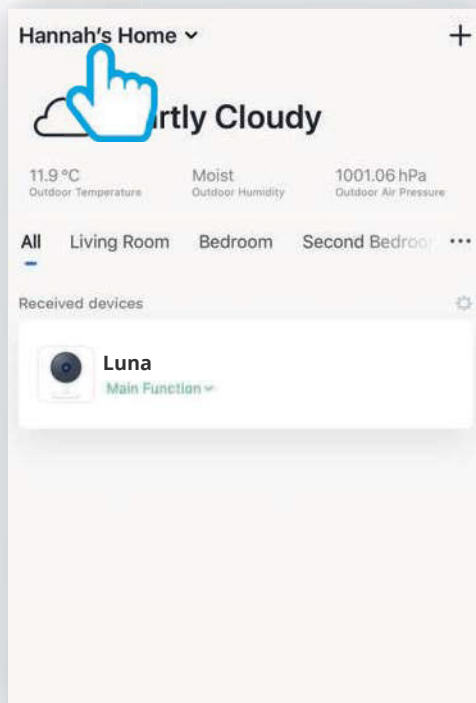 Hannah's Home
rtly Cloudy
11.9 °C Moist 1001.06 hPa
Outdoor Temperature Outdoor Humidity Outdoor Air Pressure
All Living Room Bedroom Second Bedroo
Received devices
Luna
Main Function